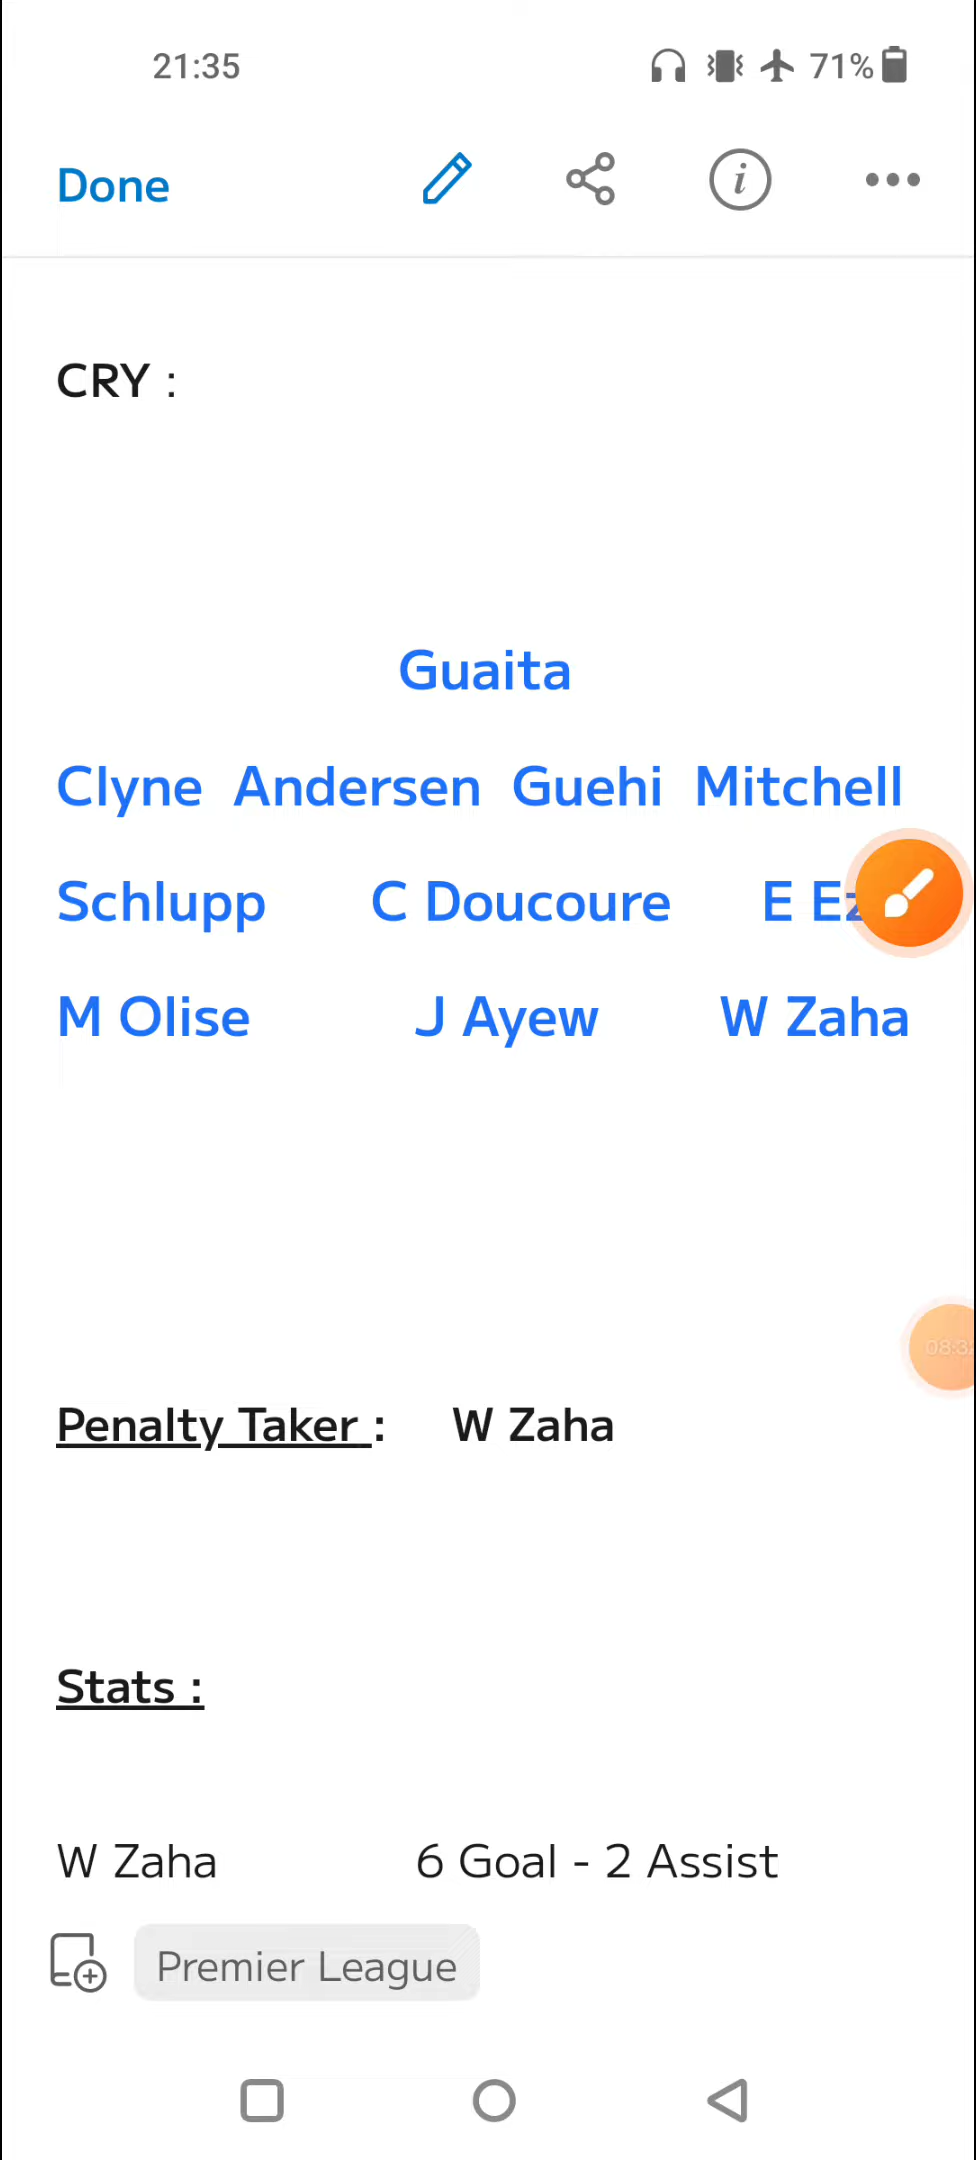 21:35 71%
Done
CRY :
Guaita
Clyne Andersen Guehi Mitchell
Schlupp C Doucoure E
M Olise J Ayew W Zaha
Penalty Taker : W Zaha
Stats :
W Zaha 6 Goal - 2 Assist
Premier League